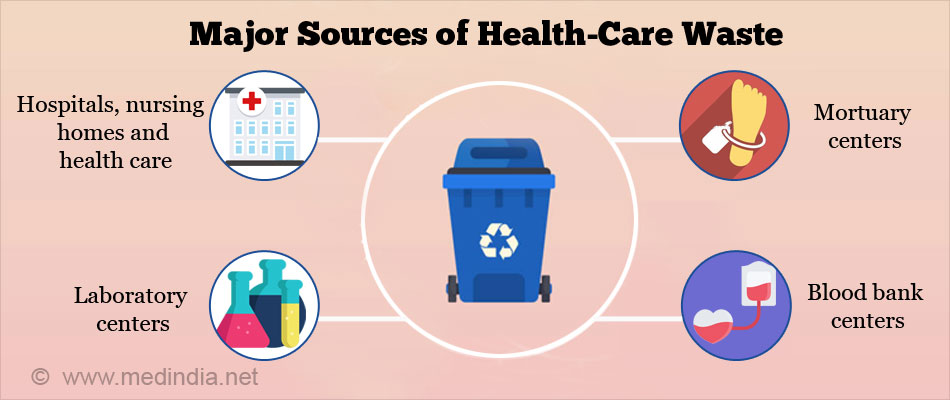 Major Sources of Health-Care Waste
Hospitals, nursing
homes and
health care
Mortuary
centers
Laboratory
centers
Blood bank
centers
© www.medindia.net